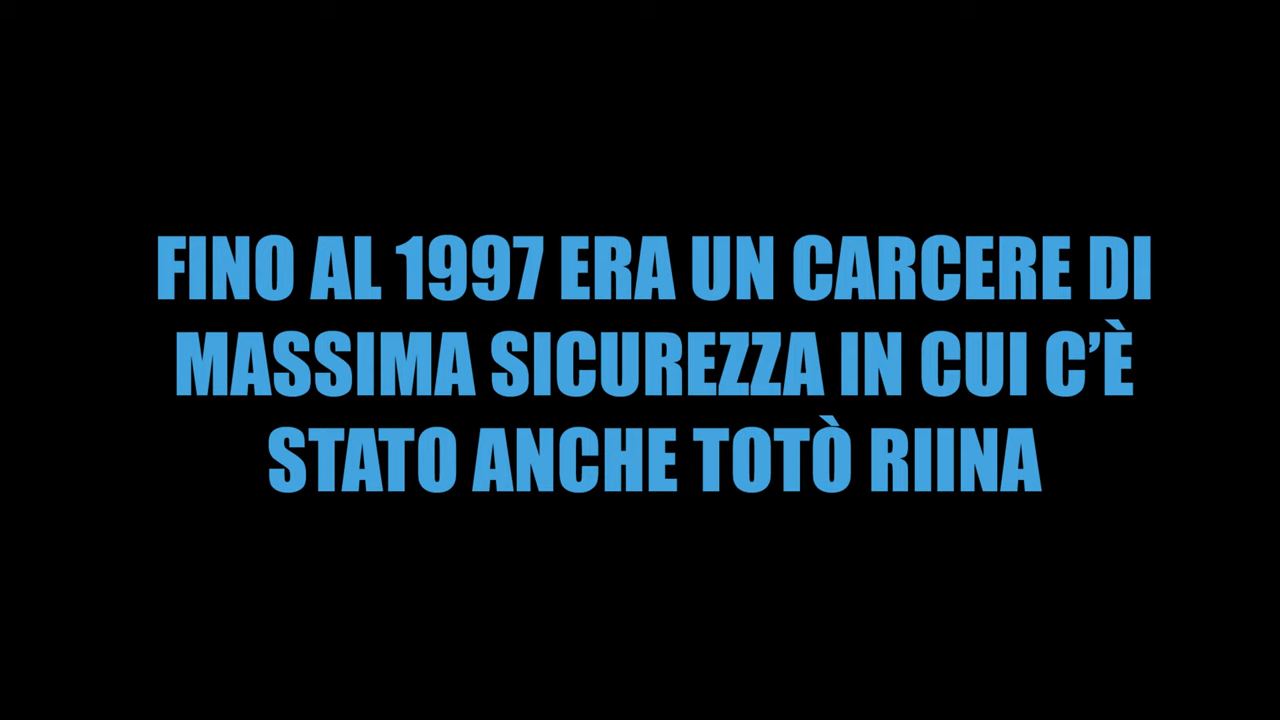 FINO AL 1997 ERA UN CARCERE DI
MASSIMA SICUREZZA IN CUI C’È
STATO ANCHE TOTÒ RIINA